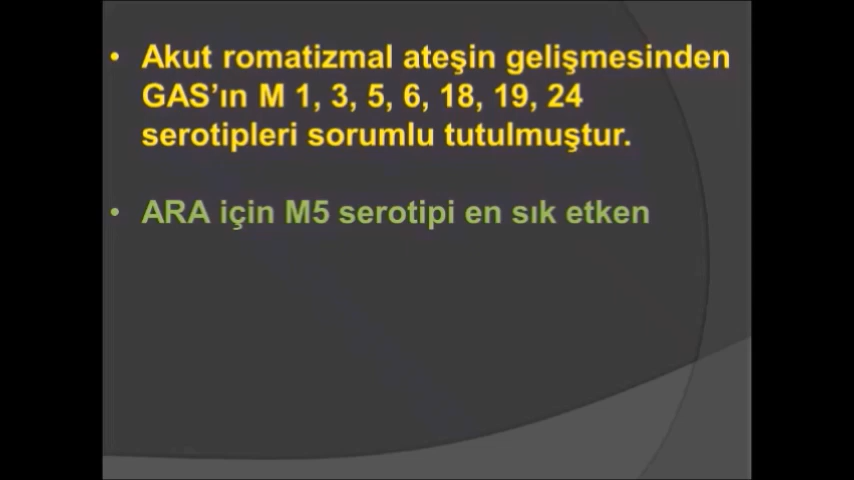 • Akut romatizmal ateşin gelişmesinden
GAS’ın M 1, 3, 5, 6, 18, 19, 24
serotipleri sorumlu tutulmuştur.
• ARA için M5 serotipi en sık etken